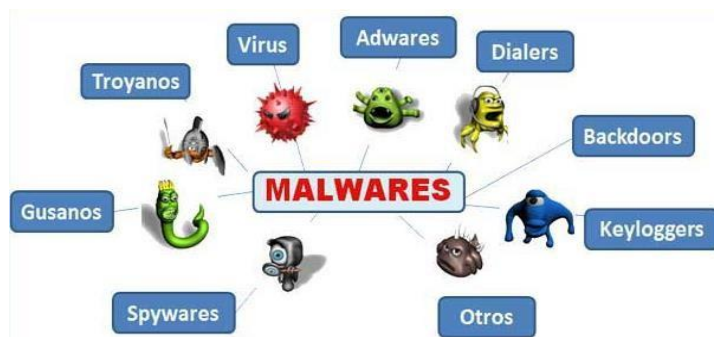 Virus
Adwares
Dialers
Troyanos
Backdoors
MALWARES
Gusanos
Keyloggers
Spywares
Otros